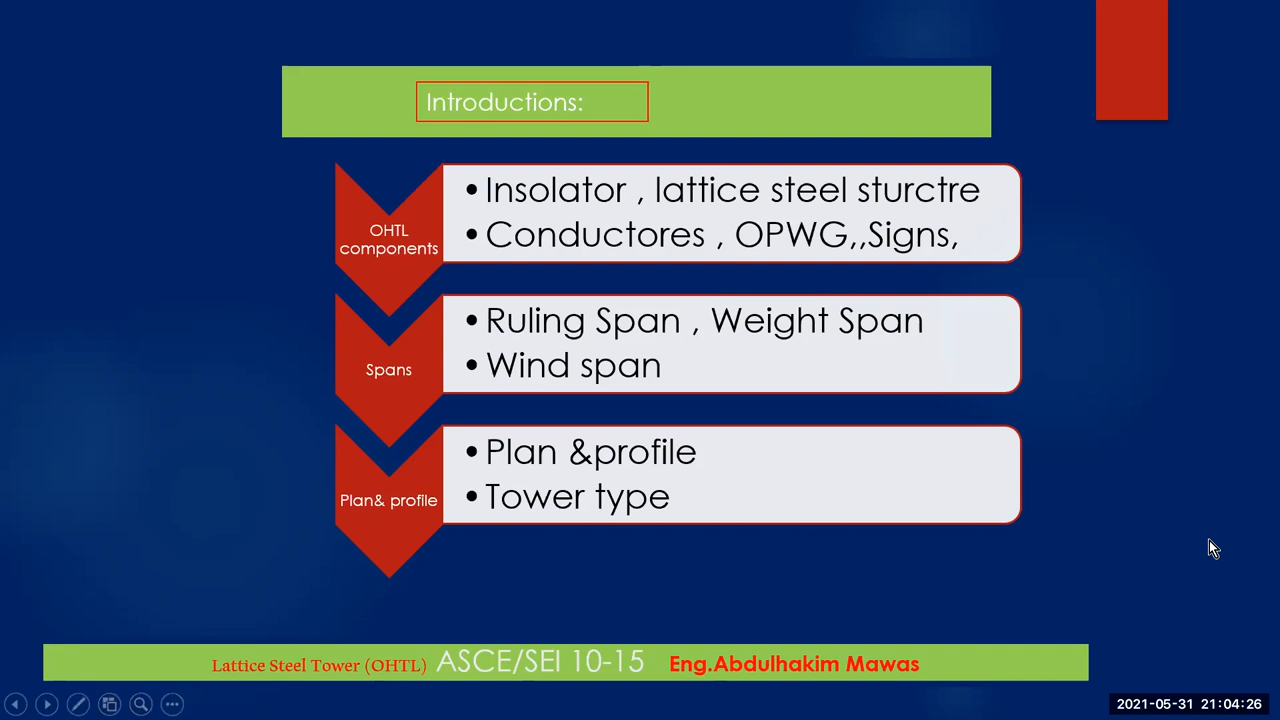 Introductions:
OHTL
components
•Insolator , lattice steel sturctre
•Conductores , OPWG,,Signs,
Spans
•Ruling Span , Weight Span
•Wind span
Plan& profile
•Plan &profile
•Tower type
Lattice Steel Tower (OHTL) ASCE/SEI 10-15 Eng.Abdulhakim Mawas
2021-05-31 21:04:26